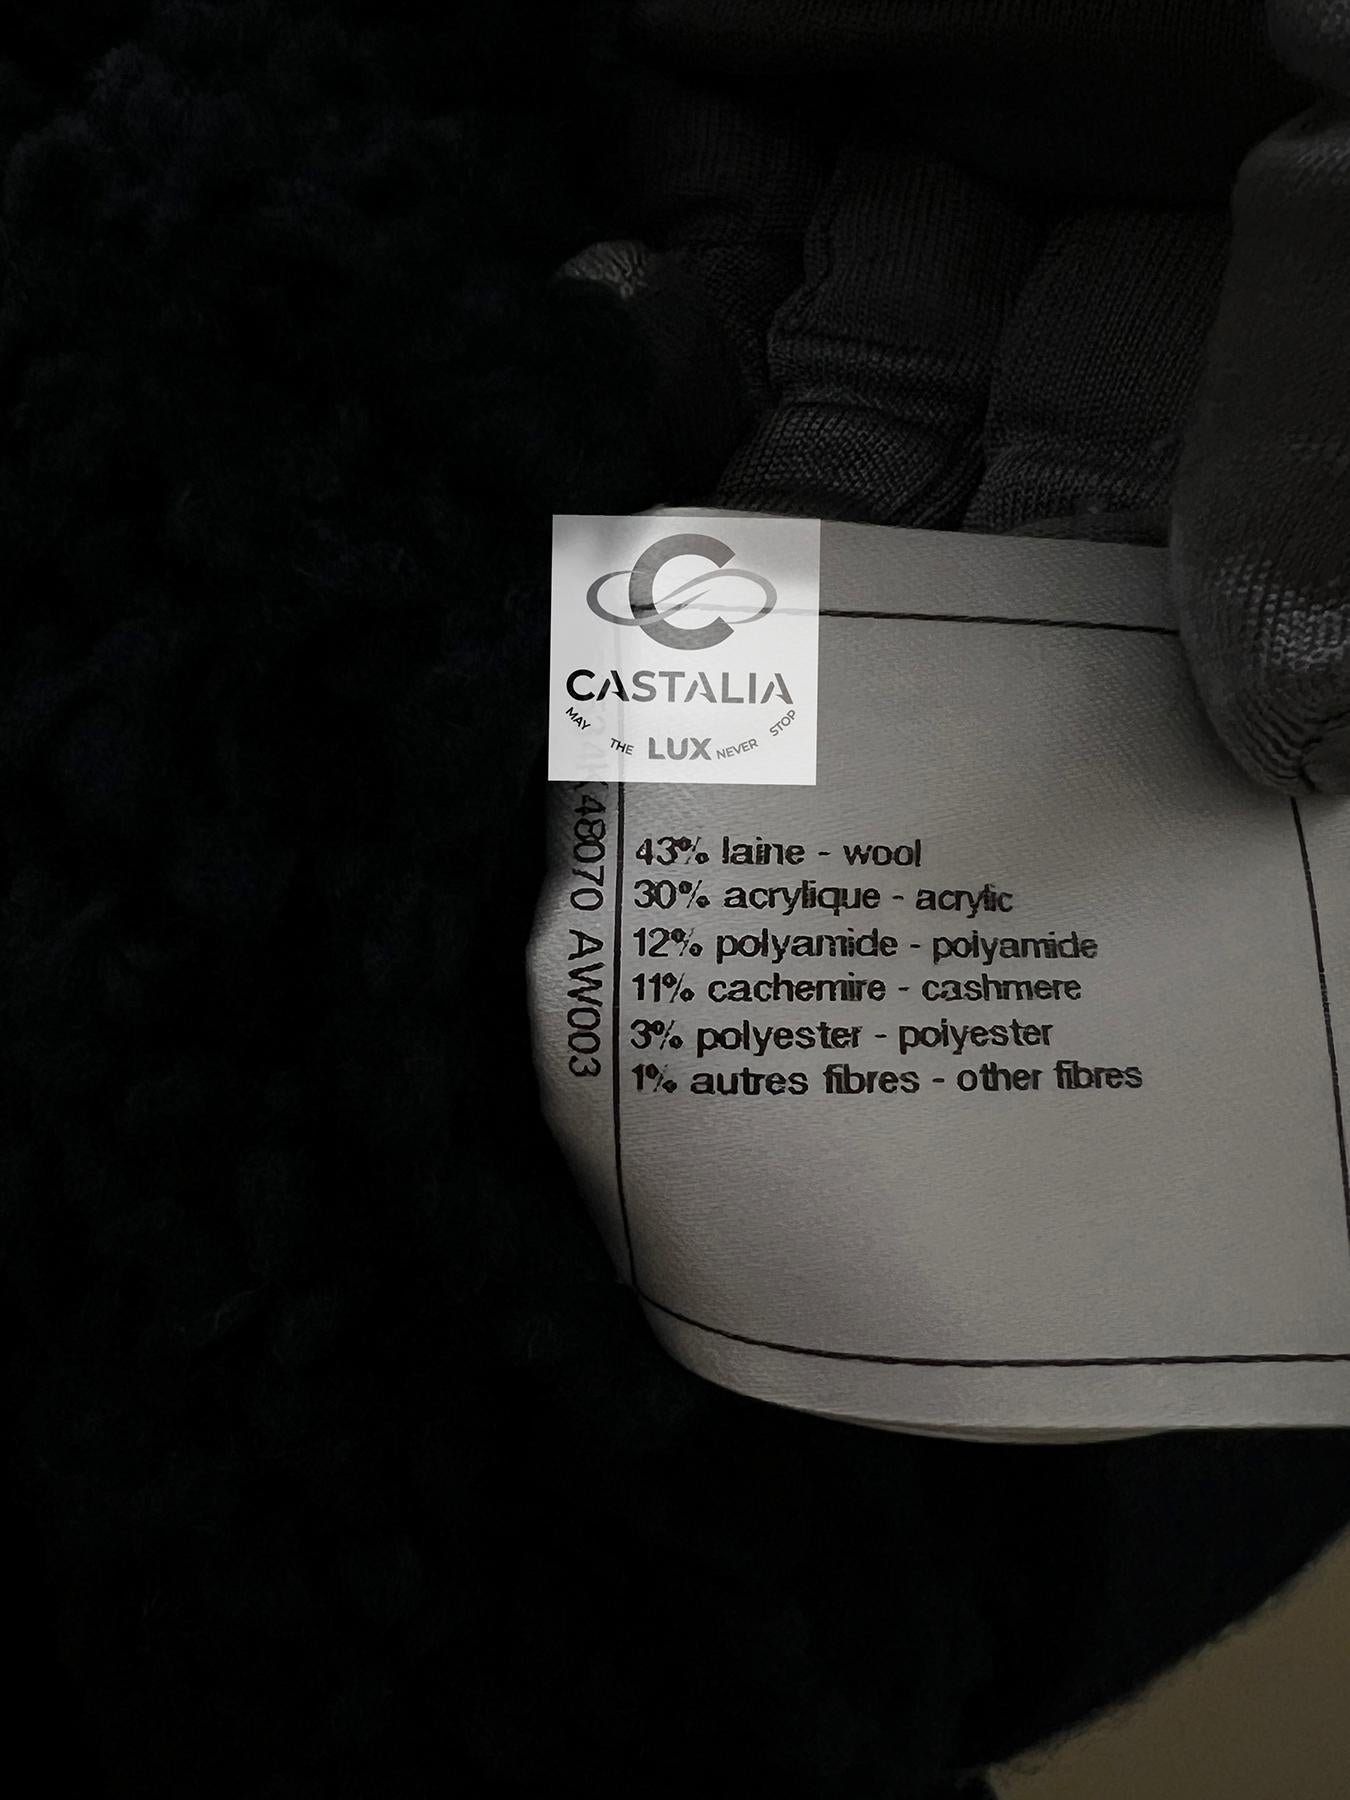 CASTALIA
MAY THE LUX NEVER STOP
K48070 AW003
43% laine - wool
30% acrylique - acrylic
12% polyamide - polyamide
11% cachemire - cashmere
3% polyester - polyester
1% autres fibres - other fibres